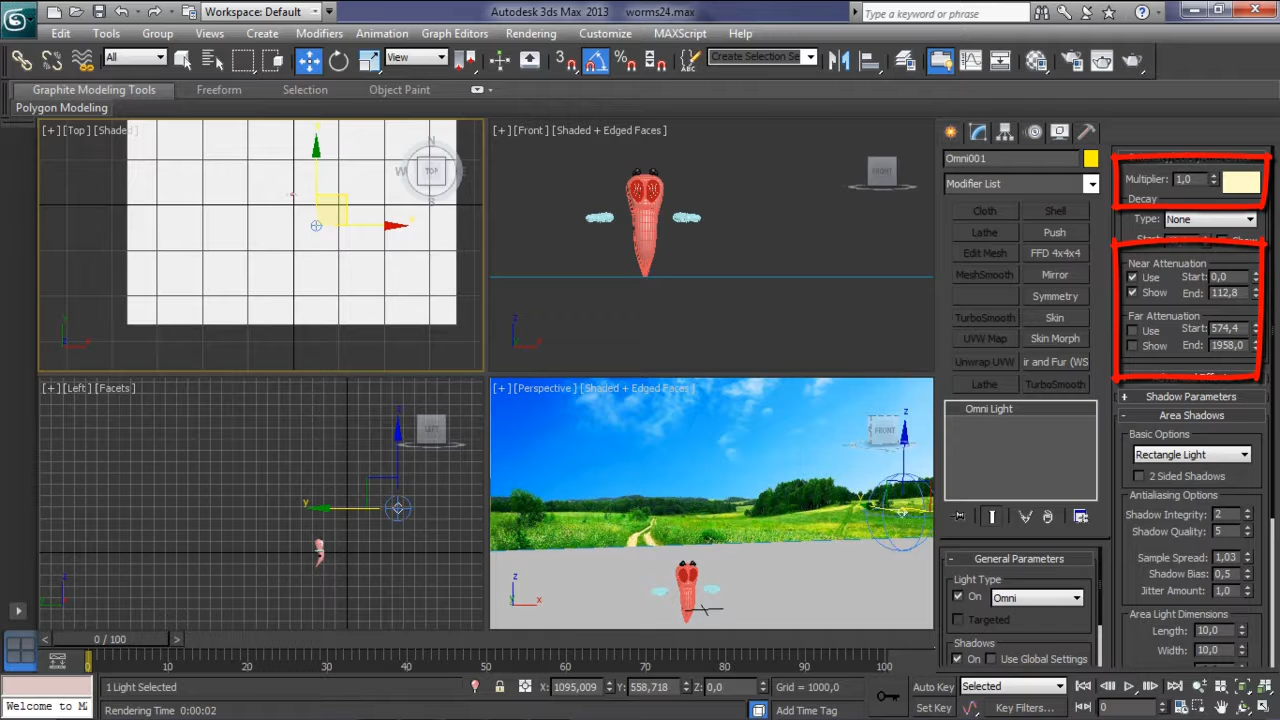 Workspace: Default
Autodesk 3ds Max 2013 worms24.max
Type a keyword or phrase
Edit Tools Group Views Create Modifiers Animation Graph Editors Rendering Customize MAXScript Help
All
View
3
%
ABC
Create Selection Se
Graphite Modeling Tools Freeform Selection Object Paint
Polygon Modeling
[+] [Top] [Shaded]
N
W
TOP
[+] [Front] [Shaded + Edged Faces]
FRONT
Omni001
Modifier List
Cloth Shell
Lathe Push
Edit Mesh FFD 4x4x4
MeshSmooth Mirror
Symmetry
TurboSmooth Skin
UVW Map Skin Morph
Unwrap UVW ir and Fur (WS
Lathe TurboSmooth
Omni Light
Multiplier: 1,0
Decay
Type: None
Near Attenuation
Use Start: 0,0
Show End: 112,8
Far Attenuation
Use Start: 574,4
Show End: 1958,0
Shadow Parameters
Area Shadows
Basic Options
Rectangle Light
2 Sided Shadows
Antialiasing Options
Shadow Integrity: 2
Shadow Quality: 5
Sample Spread: 1,03
Shadow Bias: 0,5
Jitter Amount: 1,0
Area Light Dimensions
Length: 10,0
Width: 10,0
General Parameters
Light Type
On Omni
Targeted
Shadows
On Use Global Settings
[+] [Left] [Facets]
LEFT
y
z
[+] [Perspective] [Shaded + Edged Faces]
FRONT
z
z
x
0 / 100
0 10 20 30 40 50 60 70 80 90 100
1 Light Selected
X: 1095,009 Y: 558,718 Z: 0,0
Grid = 1000,0
Auto Key Selected
Welcome to M
Rendering Time 0:00:02
Add Time Tag
Set Key Key Filters...
0